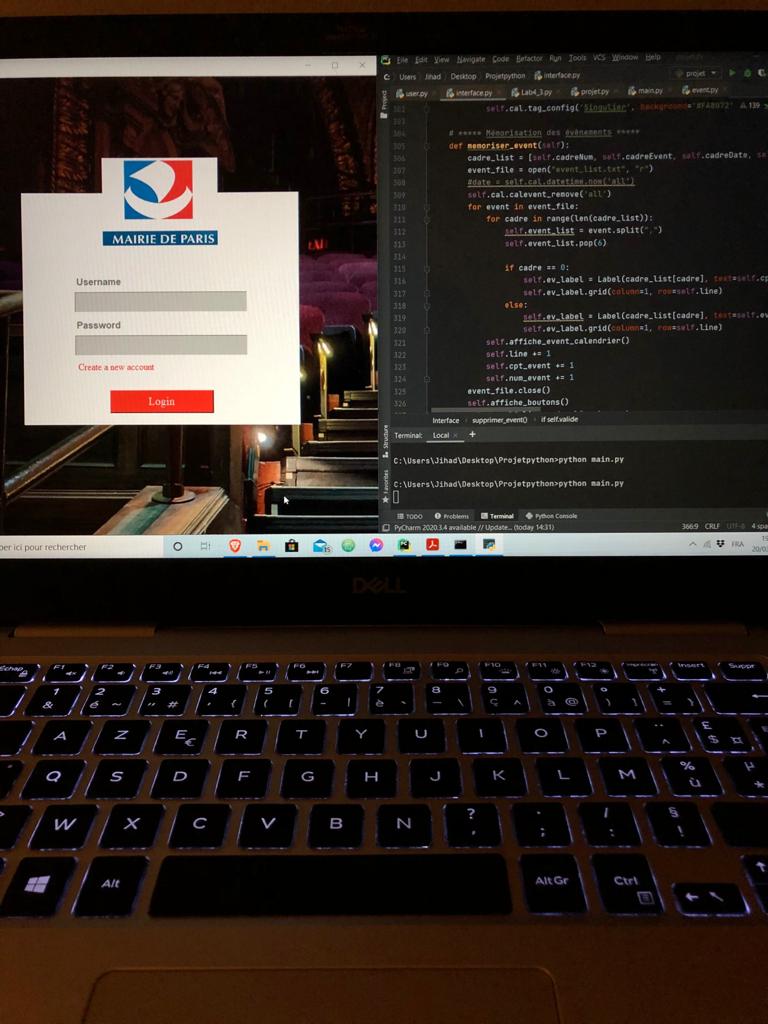 MAIRIE DE PARIS
Username
Password
Create a new account
Login
File Edit View Navigate Code Refactor Run Tools VCS Window Help
C: Users Jihad Desktop Projetpython interface.py projet
user.py interface.py Lab4_3.py projet.py main.py event.py
Project
302 self.cal.tag_config('Singulier', background='#FA8072' 139
303
304 # ***** Mémorisation des évènements *****
305 def memoriser_event(self):
306 cadre_list = [self.cadreNum, self.cadreEvent, self.cadreDate, se
307 event_file = open("event_list.txt", "r")
308 #date = self.cal.datetime.now('all')
309 self.cal.calevent_remove('all')
310 for event in event_file:
311 for cadre in range(len(cadre_list)):
312 self.event_list = event.split(",")
313 self.event_list.pop(6)
314
315 if cadre == 0:
316 self.ev_label = Label(cadre_list[cadre], text=self.cp
317 self.ev_label.grid(column=1, row=self.line)
318 else:
319 self.ev_label = Label(cadre_list[cadre], text=self.ev
320 self.ev_label.grid(column=1, row=self.line)
321 self.affiche_event_calendrier()
322 self.line += 1
323 self.cpt_event += 1
324 self.num_event += 1
325 event_file.close()
326 self.affiche_boutons()
Interface supprimer_event() if self.valide
Structure
Favorites
Terminal: Local × +
C:\Users\Jihad\Desktop\Projetpython>python main.py
C:\Users\Jihad\Desktop\Projetpython>python main.py
TODO Problems Terminal Python Console
PyCharm 2020.3.4 available // Update... (today 14:31) 366:9 CRLF UTF-8 4 spa
per ici pour rechercher 15 FRA
DELL
Échap F1 F2 F3 F4 F5 F6 F7 F8 F9 F10 F11 F12 Insert Suppr
1 & 2 é ~ 3 " # 4 ' { 5 ( [ 6 - | 7 è ` 8 _ \ 9 ç ^ 0 à @ ° ) ] + = }
A Z E € R T Y U I O P ¨ ^ £ $ ¤
Q S D F G H J K L M % ù µ *
W X C V B N ? , . ; / : § !
Alt Alt Gr Ctrl